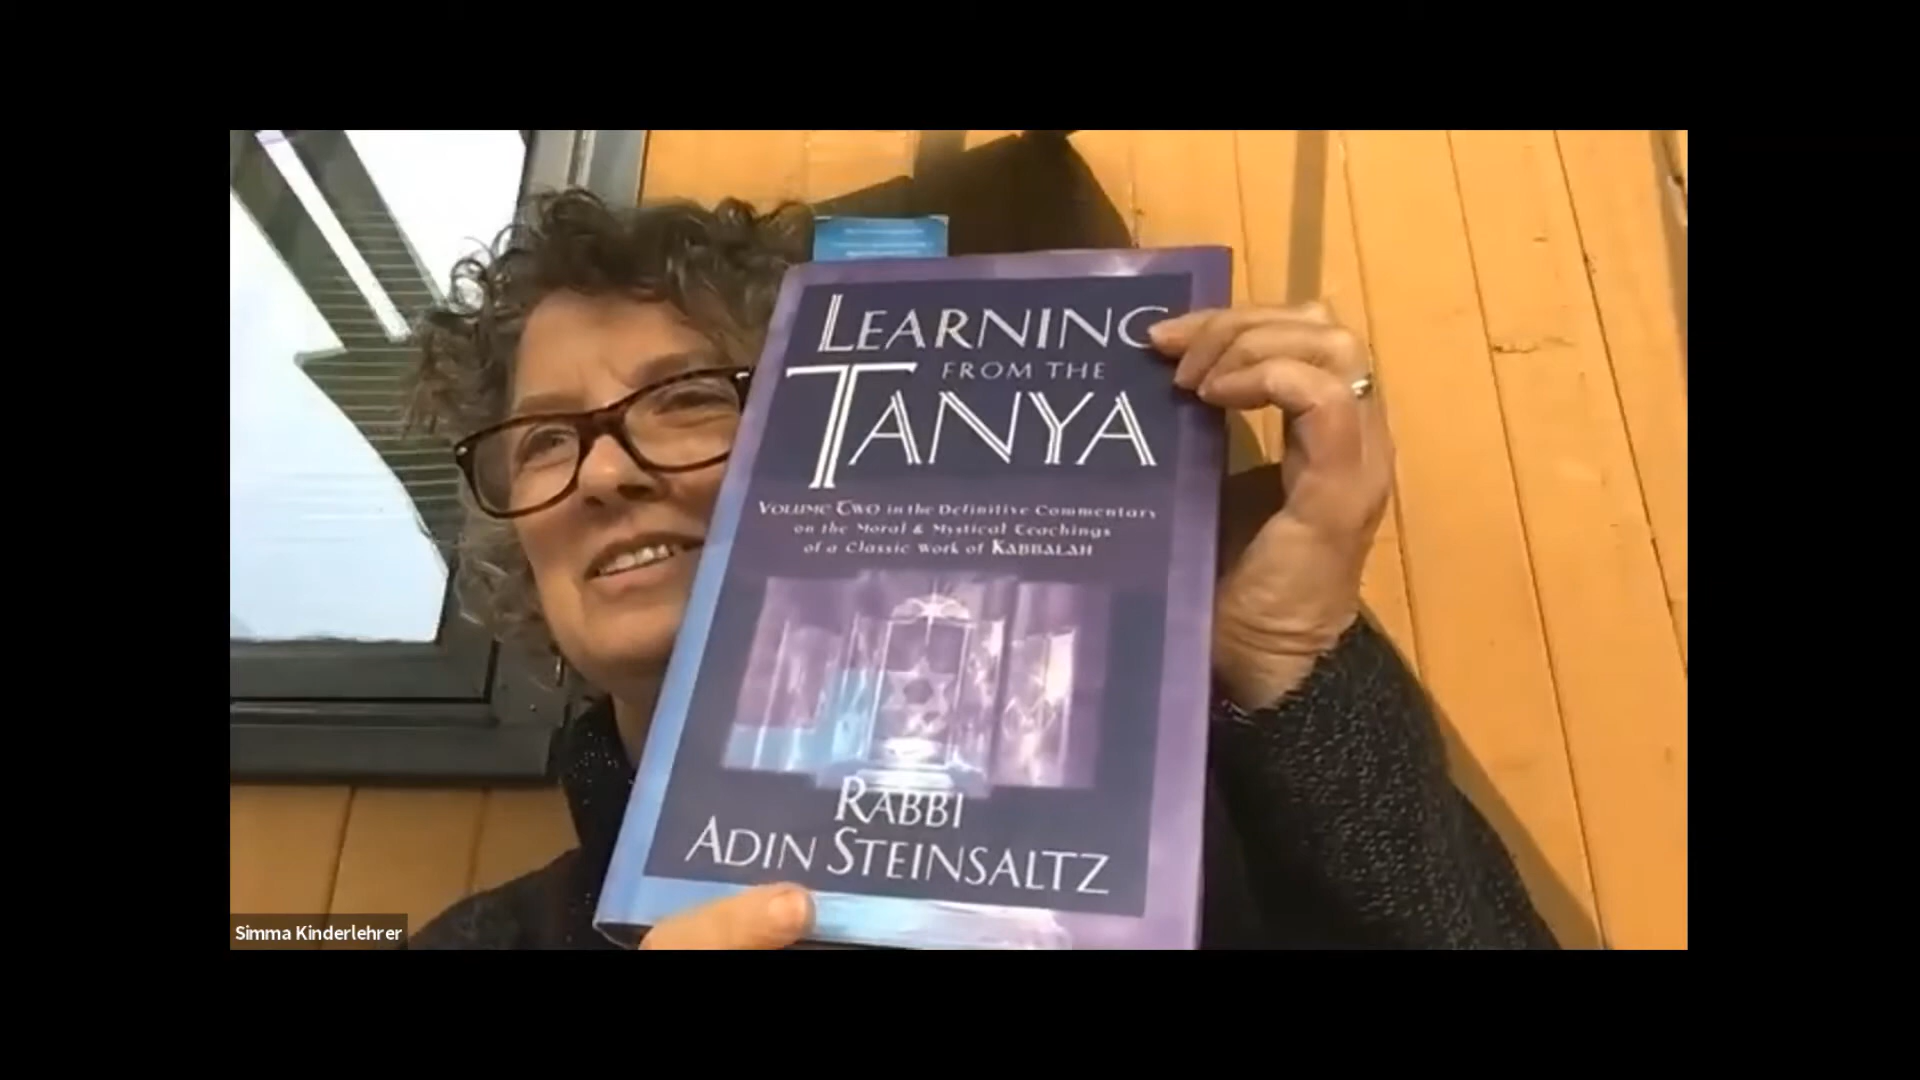 LEARNING
FROM THE
TANYA
VOLUME TWO in the Definitive Commentary
on the Moral & Mystical Teachings
of a Classic Work of KABBALAH
RABBI
ADIN STEINSALTZ
Simma Kinderlehrer